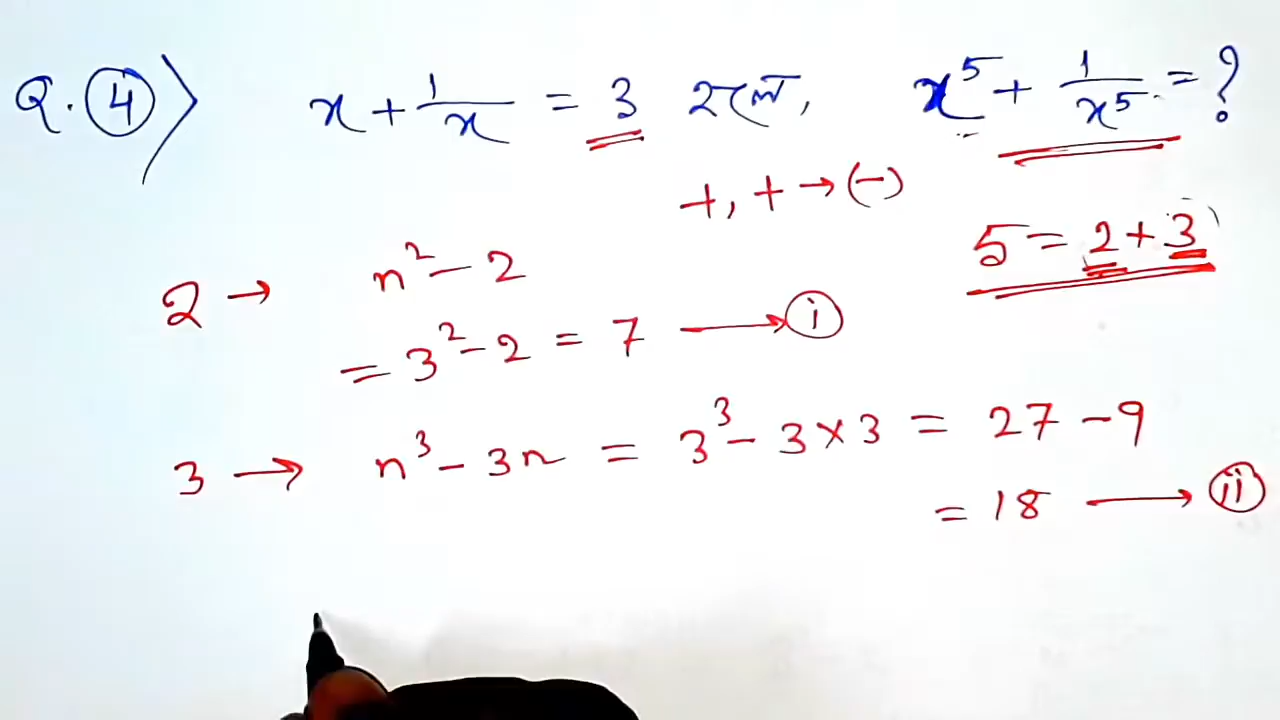 Q. 4 > x + 1/x = 3 হলে, x⁵ + 1/x⁵ = ?
+, + → (-)
5 = 2 + 3
2 → n² - 2
= 3² - 2 = 7 → i
3 → n³ - 3n = 3³ - 3 × 3 = 27 - 9
= 18 → ii